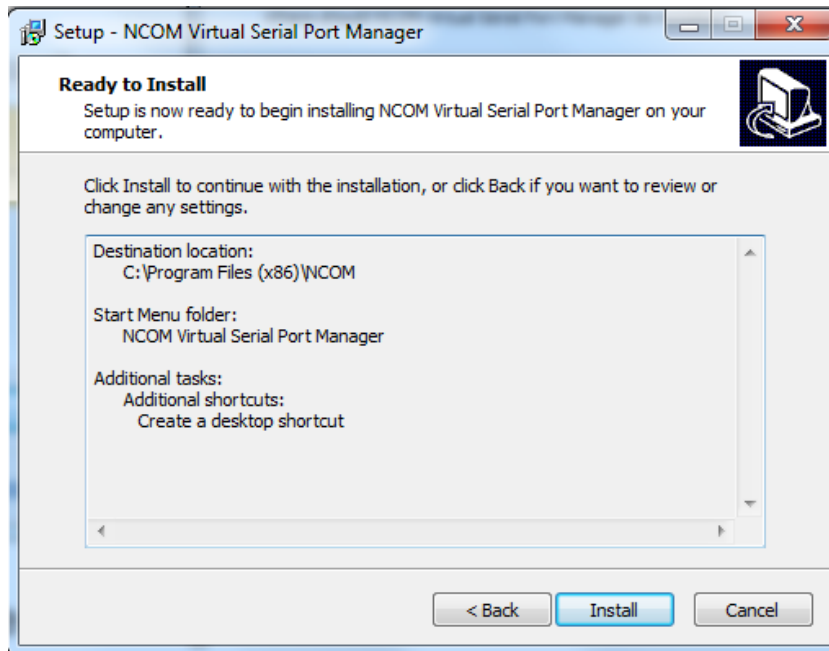 Setup - NCOM Virtual Serial Port Manager
Ready to Install
Setup is now ready to begin installing NCOM Virtual Serial Port Manager on your
computer.
Click Install to continue with the installation, or click Back if you want to review or
change any settings.
Destination location:
C:\Program Files (x86)\NCOM
Start Menu folder:
NCOM Virtual Serial Port Manager
Additional tasks:
Additional shortcuts:
Create a desktop shortcut
< Back
Install
Cancel